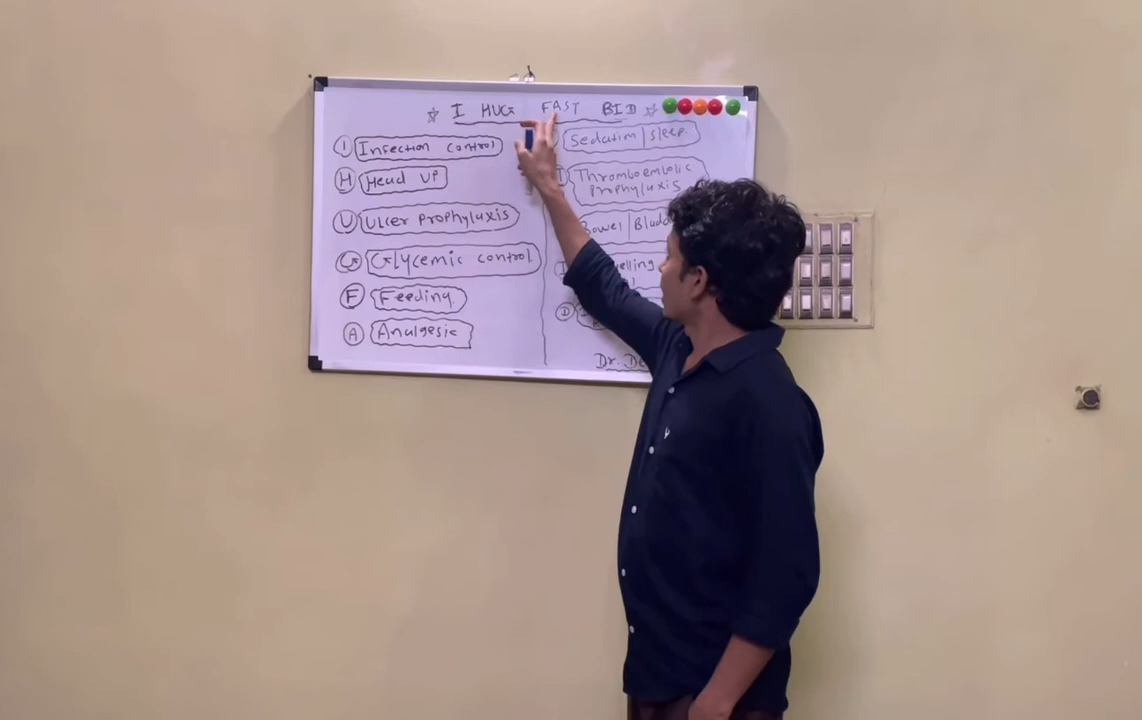 ☆ I HUG FAST BID ☆
I Infection control
H Head Up
U Ulcer prophylaxis
G Glycemic control
F Feeding
A Analgesic
Sedation/sleep.
T Thromboembolic
prophylaxis
Bowel/
I
D
Dr.